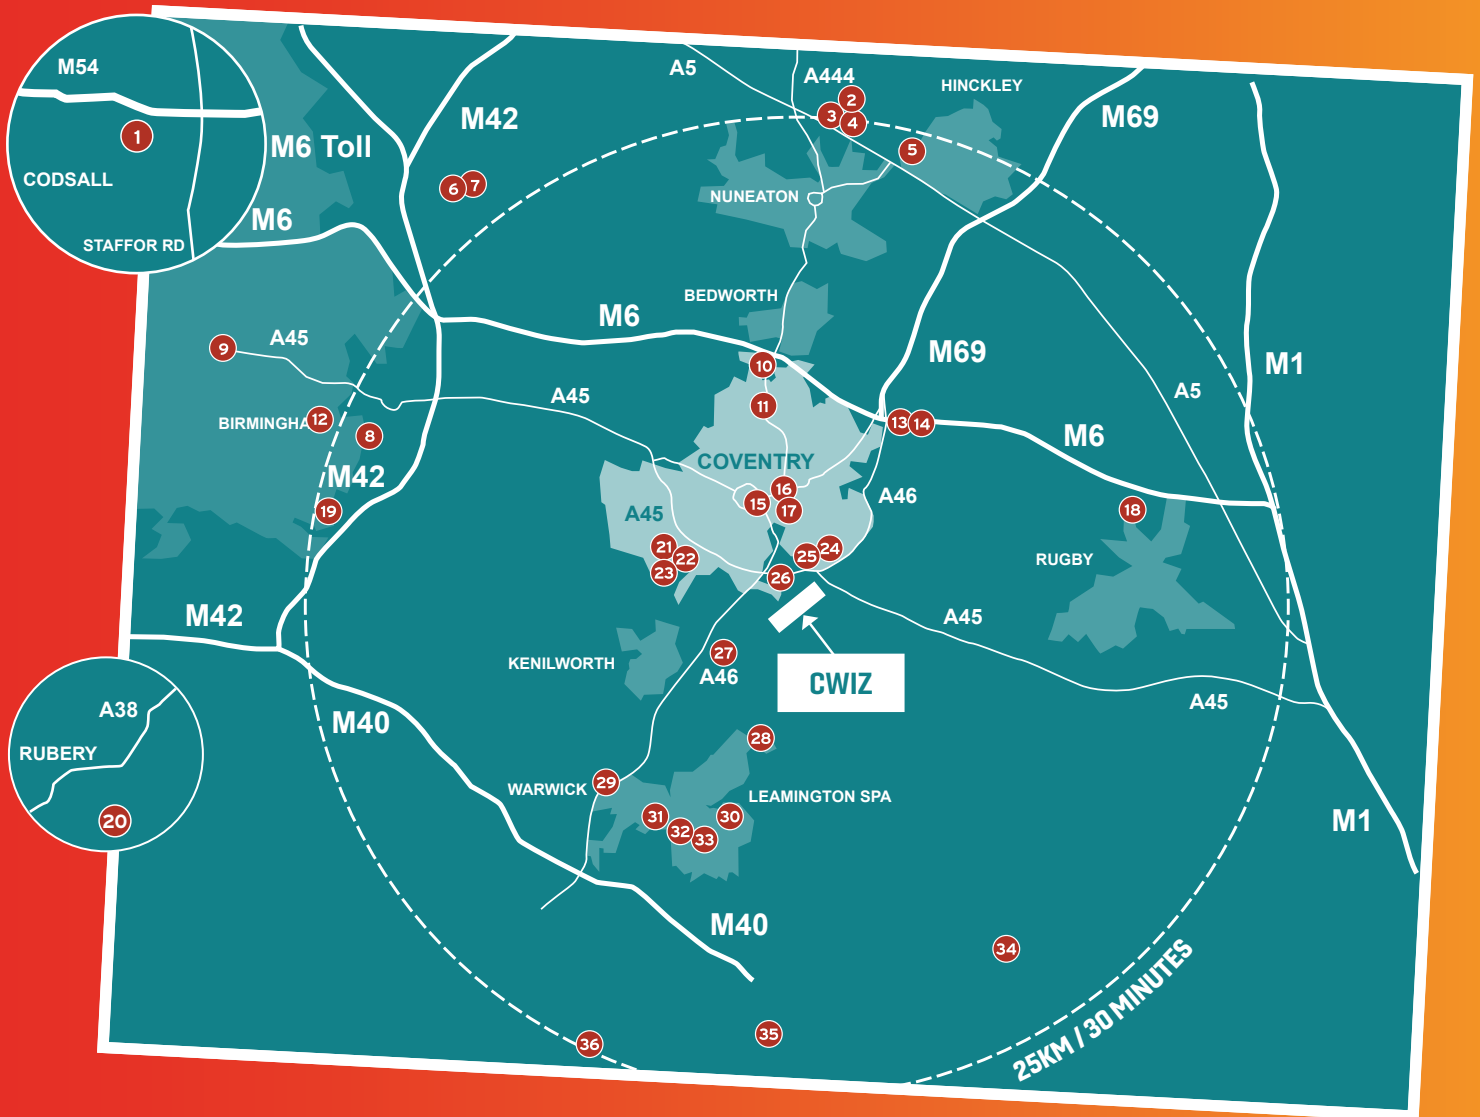 M54
1
CODSALL
STAFFOR RD
M6 Toll
M6
M42
6
7
A5
A444
2
3
4
HINCKLEY
5
M69
NUNEATON
BEDWORTH
M6
M69
M1
A5
9
A45
BIRMINGHA
12
8
M42
19
A45
10
11
COVENTRY
13
14
M6
A46
15
16
17
A45
18
RUGBY
21
22
23
24
25
26
M42
A45
CWIZ
KENILWORTH
27
A46
A45
A38
RUBERY
20
M40
28
WARWICK
29
LEAMINGTON SPA
31
32
33
30
M1
M40
34
25KM / 30 MINUTES
35
36